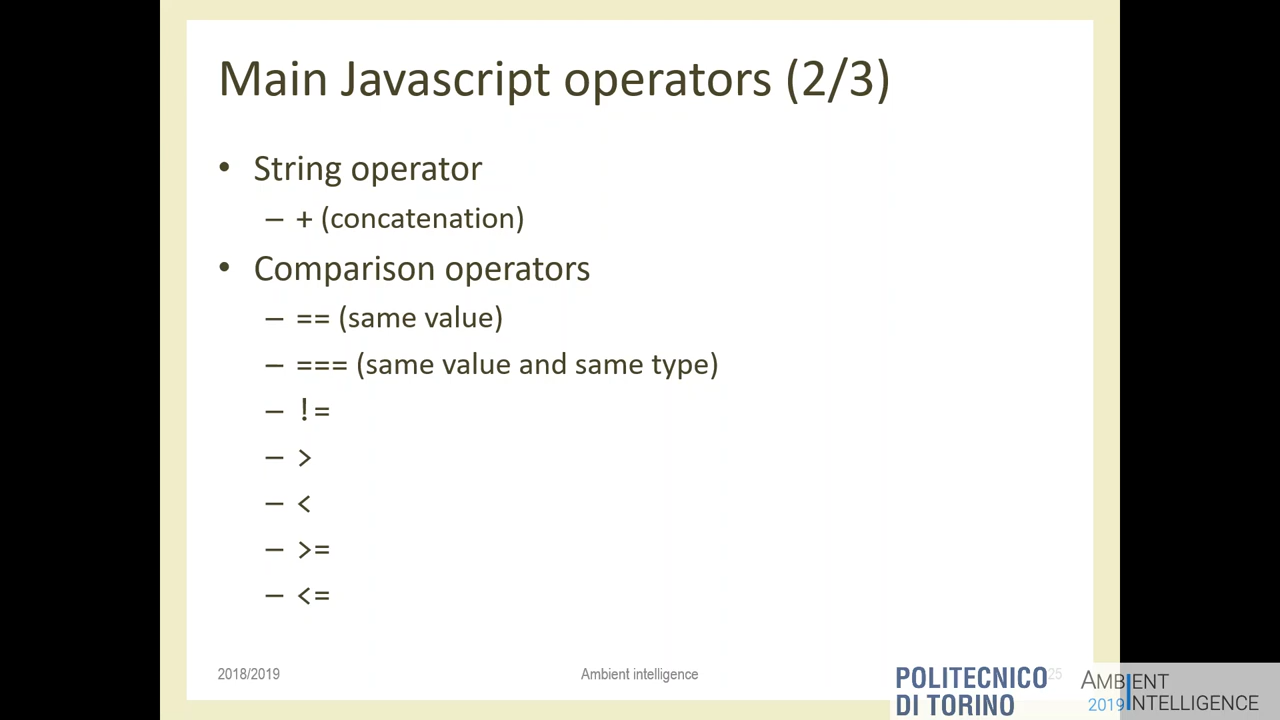 Main Javascript operators (2/3)
• String operator
– + (concatenation)
• Comparison operators
– == (same value)
– === (same value and same type)
– !=
– >
– <
– >=
– <=
2018/2019
Ambient intelligence
25
POLITECNICO
DI TORINO
AMBIENT
2019 INTELLIGENCE